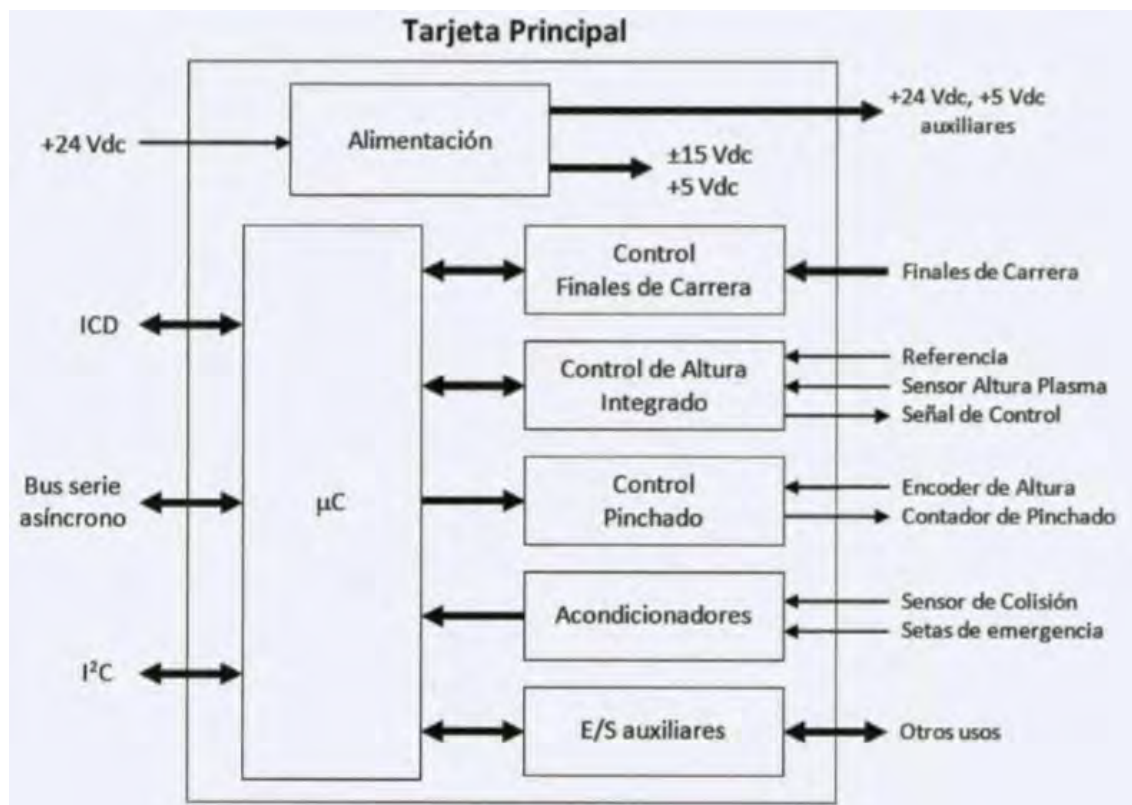 Tarjeta Principal
+24 Vdc
Alimentación
+24 Vdc, +5 Vdc
auxiliares
±15 Vdc
+5 Vdc
ICD
Bus serie
asíncrono
I²C
µC
Control
Finales de Carrera
Finales de Carrera
Control de Altura
Integrado
Referencia
Sensor Altura Plasma
Señal de Control
Control
Pinchado
Encoder de Altura
Contador de Pinchado
Acondicionadores
Sensor de Colisión
Setas de emergencia
E/S auxiliares
Otros usos